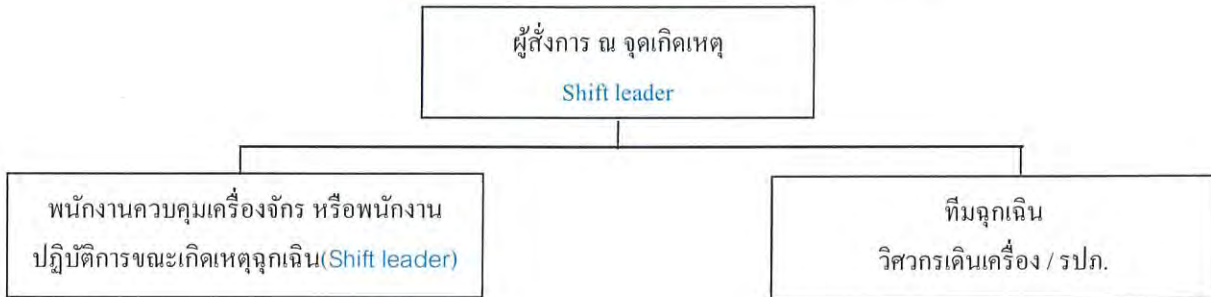 ผู้สั่งการ ณ จุดเกิดเหตุ
Shift leader
พนักงานควบคุมเครื่องจักร หรือพนักงาน
ปฏิบัติการขณะเกิดเหตุฉุกเฉิน(Shift leader)
ทีมฉุกเฉิน
วิศวกรเดินเครื่อง / รปภ.